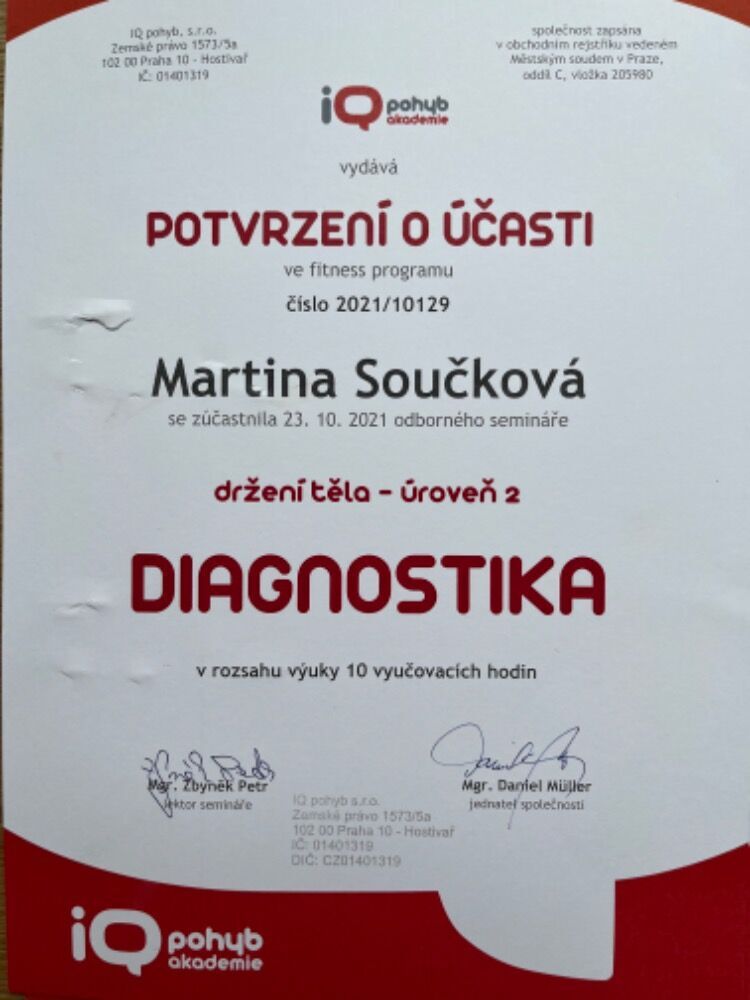 IQ pohyb, s.r.o.
Zemské právo 1573/5a
102 00 Praha 10 - Hostivař
IČ: 01401319
společnost zapsána
v obchodním rejstříku vedeném
Městským soudem v Praze,
oddíl C, vložka 205980
iQ pohyb
akademie
vydává
POTVRZENÍ O ÚČASTI
ve fitness programu
číslo 2021/10129
Martina Součková
se zúčastnila 23. 10. 2021 odborného semináře
držení těla - úroveň 2
DIAGNOSTIKA
v rozsahu výuky 10 vyučovacích hodin
Mgr. Zbyněk Petr
lektor semináře
Mgr. Daniel Müller
jednatel společnosti
IQ pohyb s.r.o.
Zemské právo 1573/5a
102 00 Praha 10 - Hostivař
IČ: 01401319
DIČ: CZ01401319
iQ pohyb
akademie